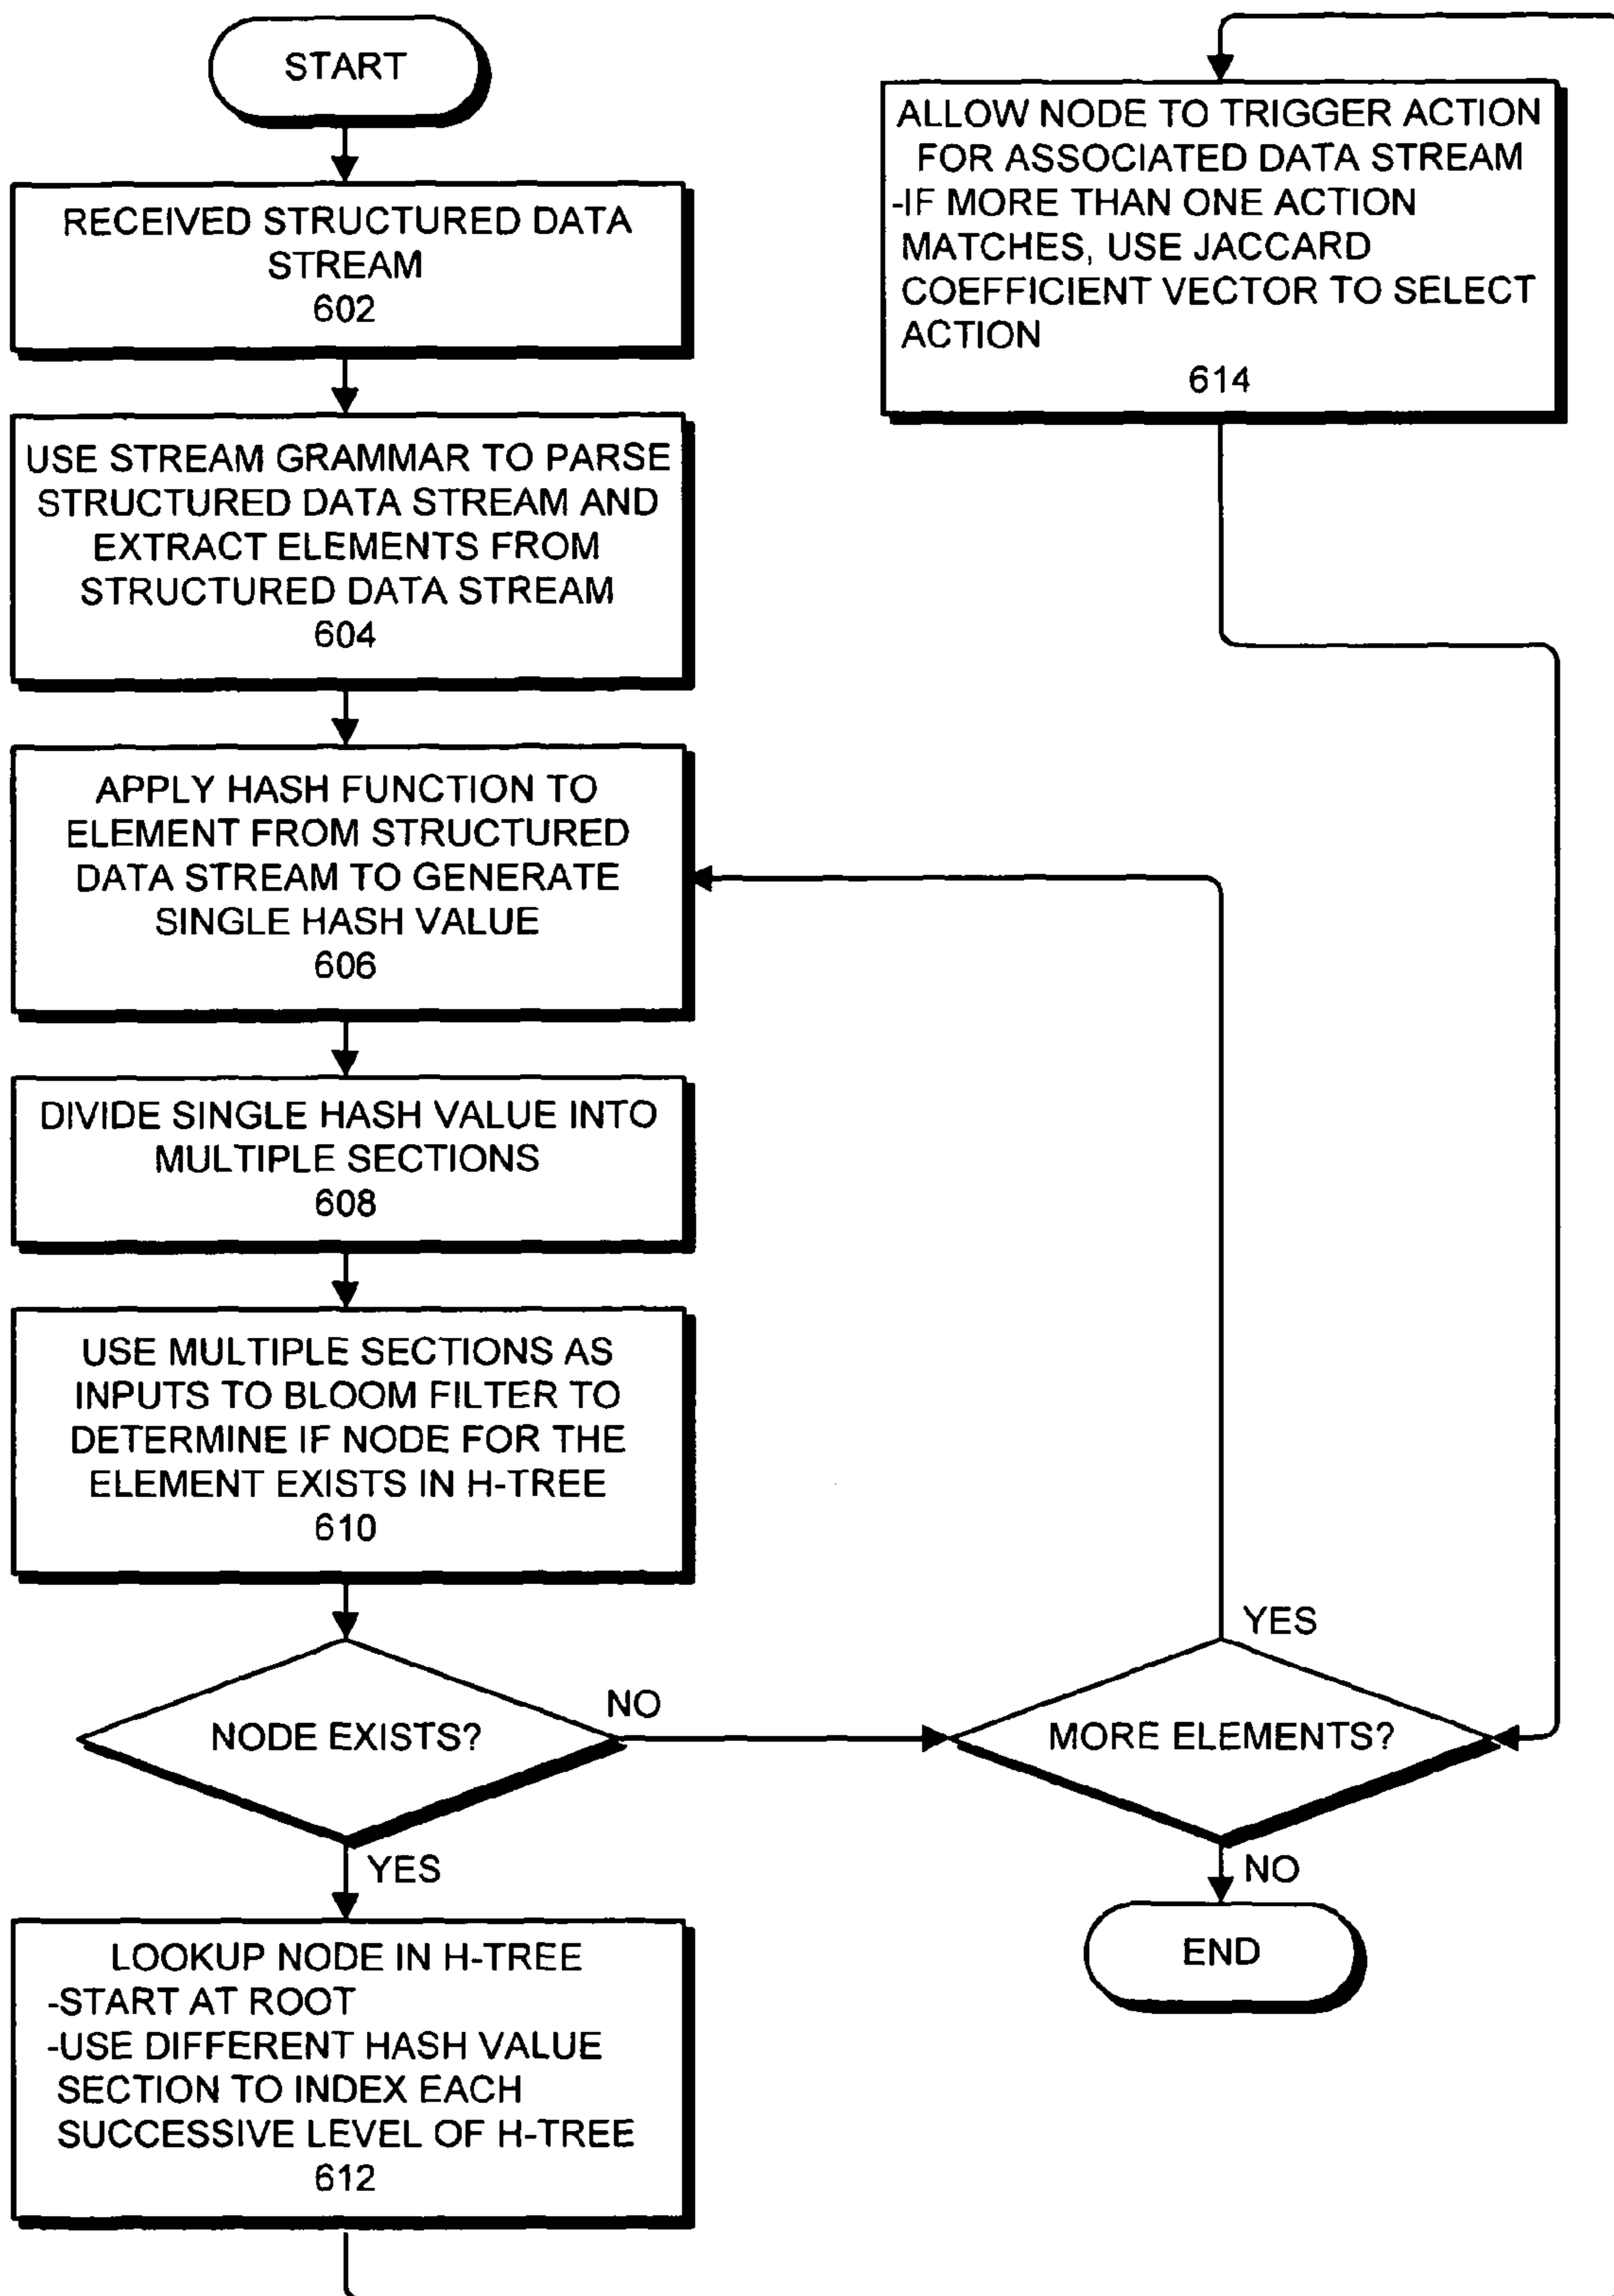 START
RECEIVED STRUCTURED DATA
STREAM
602
USE STREAM GRAMMAR TO PARSE
STRUCTURED DATA STREAM AND
EXTRACT ELEMENTS FROM
STRUCTURED DATA STREAM
604
APPLY HASH FUNCTION TO
ELEMENT FROM STRUCTURED
DATA STREAM TO GENERATE
SINGLE HASH VALUE
606
DIVIDE SINGLE HASH VALUE INTO
MULTIPLE SECTIONS
608
USE MULTIPLE SECTIONS AS
INPUTS TO BLOOM FILTER TO
DETERMINE IF NODE FOR THE
ELEMENT EXISTS IN H-TREE
610
NODE EXISTS?
NO
YES
LOOKUP NODE IN H-TREE
-START AT ROOT
-USE DIFFERENT HASH VALUE
SECTION TO INDEX EACH
SUCCESSIVE LEVEL OF H-TREE
612
ALLOW NODE TO TRIGGER ACTION
FOR ASSOCIATED DATA STREAM
-IF MORE THAN ONE ACTION
MATCHES, USE JACCARD
COEFFICIENT VECTOR TO SELECT
ACTION
614
YES
MORE ELEMENTS?
NO
END